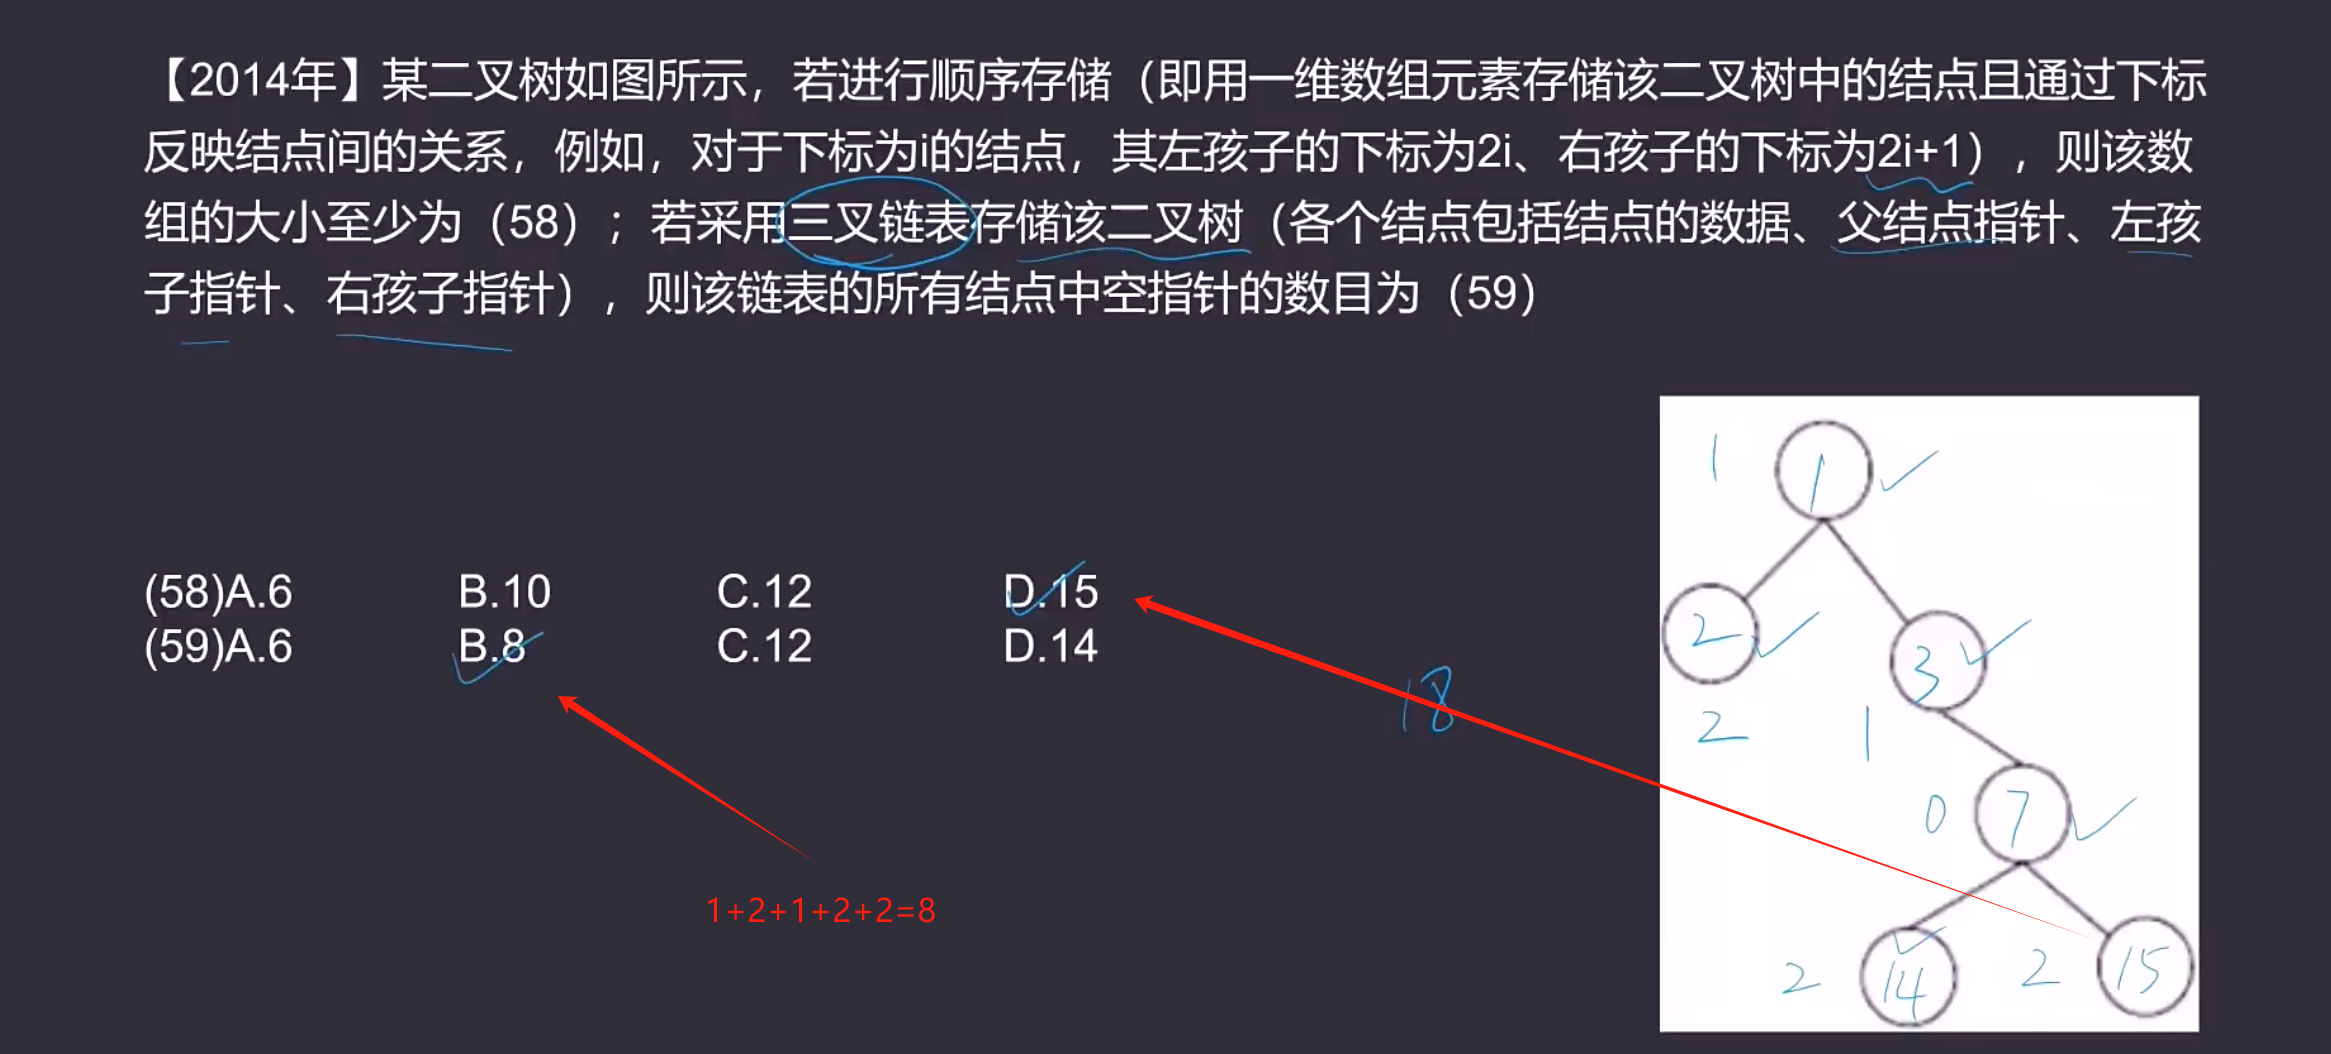 【2014年】某二叉树如图所示，若进行顺序存储（即用一维数组元素存储该二叉树中的结点且通过下标
反映结点间的关系，例如，对于下标为i的结点，其左孩子的下标为2i、右孩子的下标为2i+1），则该数
组的大小至少为（58）；若采用三叉链表存储该二叉树（各个结点包括结点的数据、父结点指针、左孩
子指针、右孩子指针），则该链表的所有结点中空指针的数目为（59）
1 1
(58)A.6 B.10 C.12 D.15
(59)A.6 B.8 C.12 D.14
2 3
18
2 1
0 7
1+2+1+2+2=8
2 14 2 15